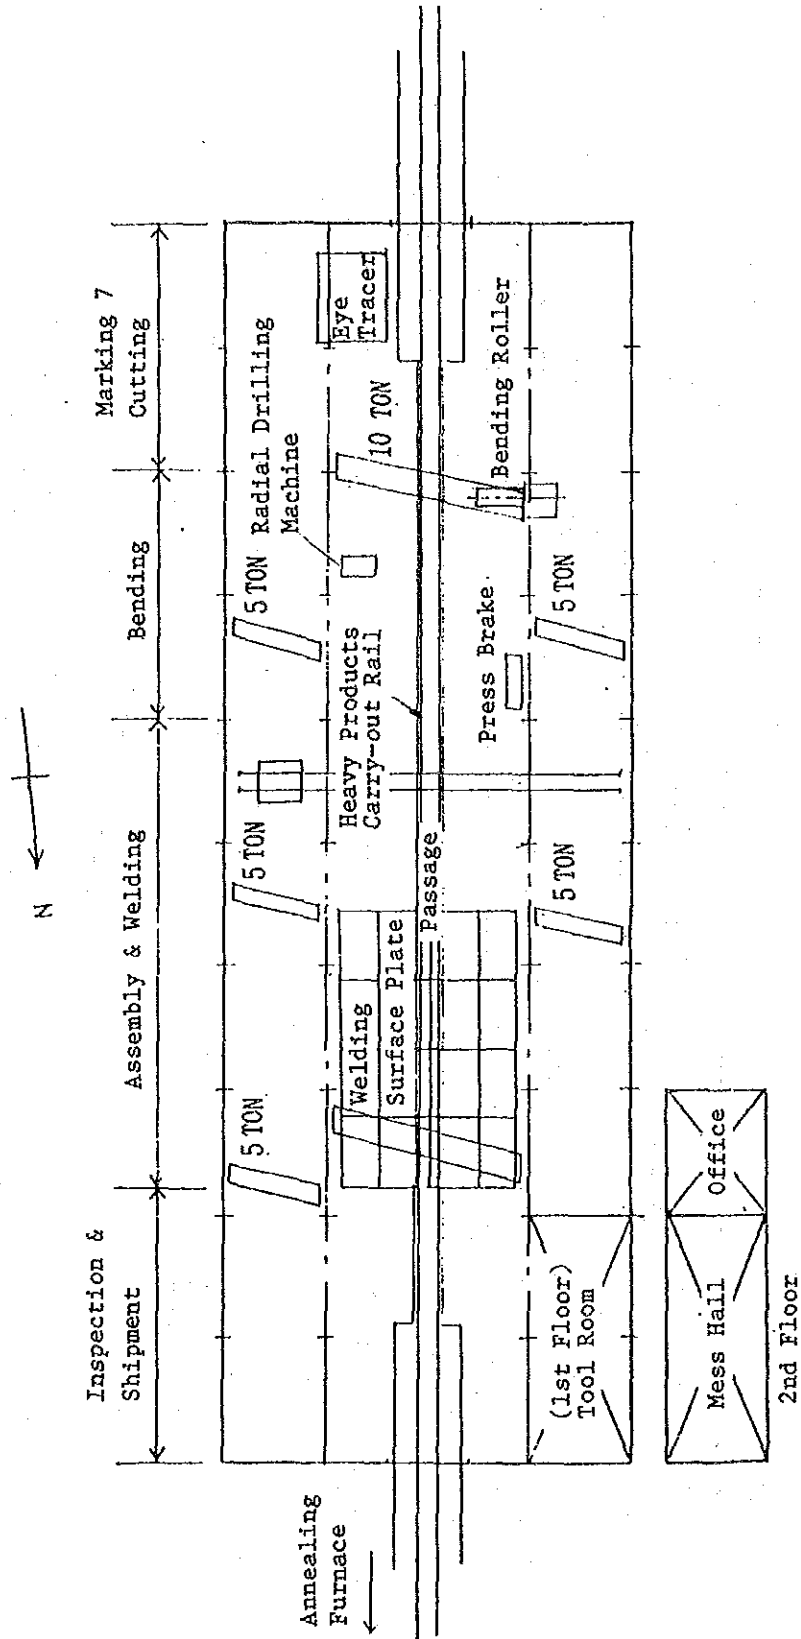 N
Inspection &
Shipment
Assembly & Welding
Bending
Marking 7
Cutting
5 TON
5 TON
5 TON
Radial Drilling
Machine
Eye
Tracer
10 TON
Annealing
Furnace
Welding
Surface Plate
Passage
Heavy Products
Carry-out Rail
Press Brake
Bending Roller
5 TON
5 TON
(1st Floor)
Tool Room
Mess Hall
Office
2nd Floor